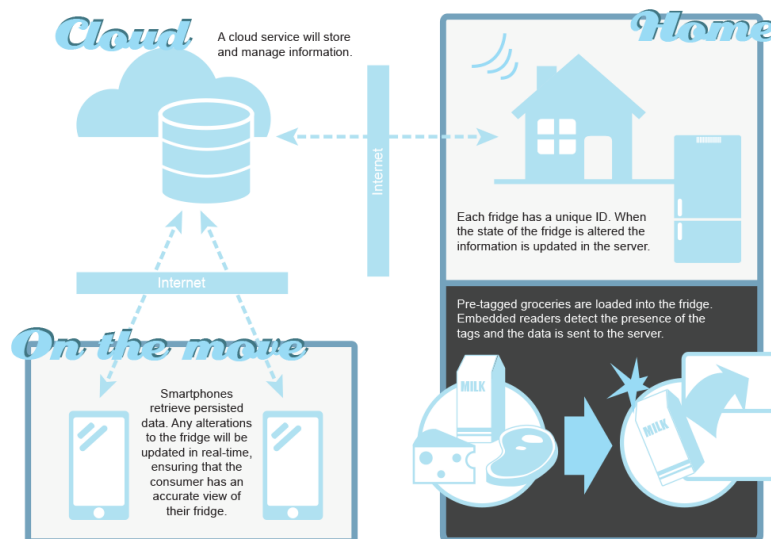 Cloud
A cloud service will store
and manage information.
Home
Internet
Each fridge has a unique ID. When
the state of the fridge is altered the
information is updated in the server.
Internet
Pre-tagged groceries are loaded into the fridge.
Embedded readers detect the presence of the
tags and the data is sent to the server.
On the move
Smartphones
retrieve persisted
data. Any alterations
to the fridge will be
updated in real-time,
ensuring that the
consumer has an
accurate view of
their fridge.
MILK
MILK